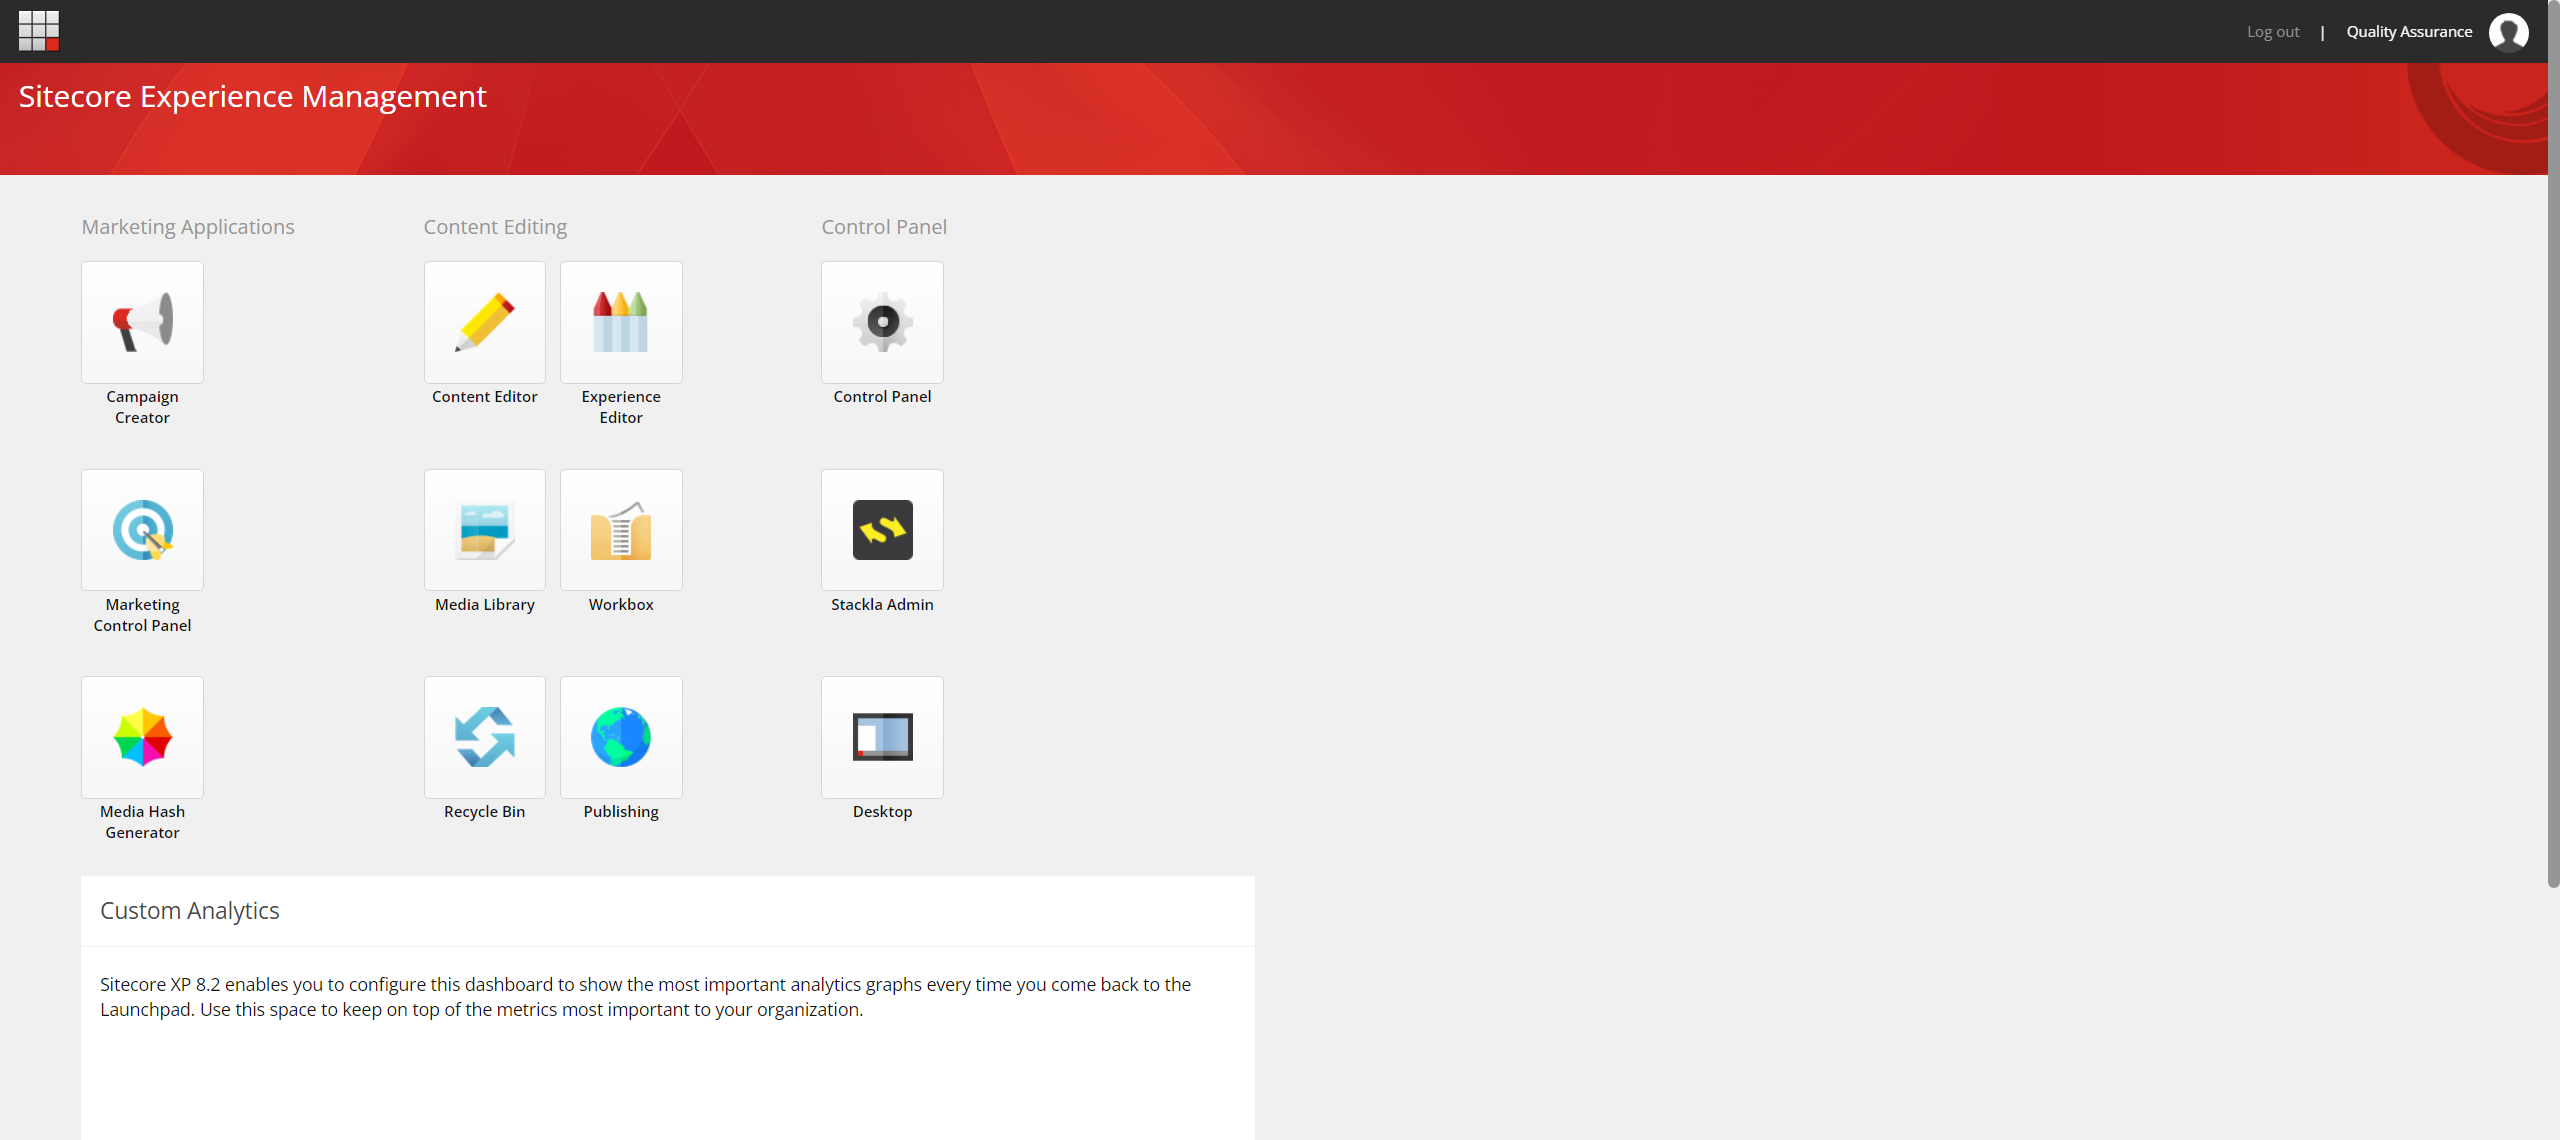 Log out | Quality Assurance
Sitecore Experience Management
Marketing Applications
Campaign
Creator
Marketing
Control Panel
Media Hash
Generator
Content Editing
Content Editor
Experience
Editor
Media Library
Workbox
Recycle Bin
Publishing
Control Panel
Control Panel
Stackla Admin
Desktop
Custom Analytics
Sitecore XP 8.2 enables you to configure this dashboard to show the most important analytics graphs every time you come back to the
Launchpad. Use this space to keep on top of the metrics most important to your organization.